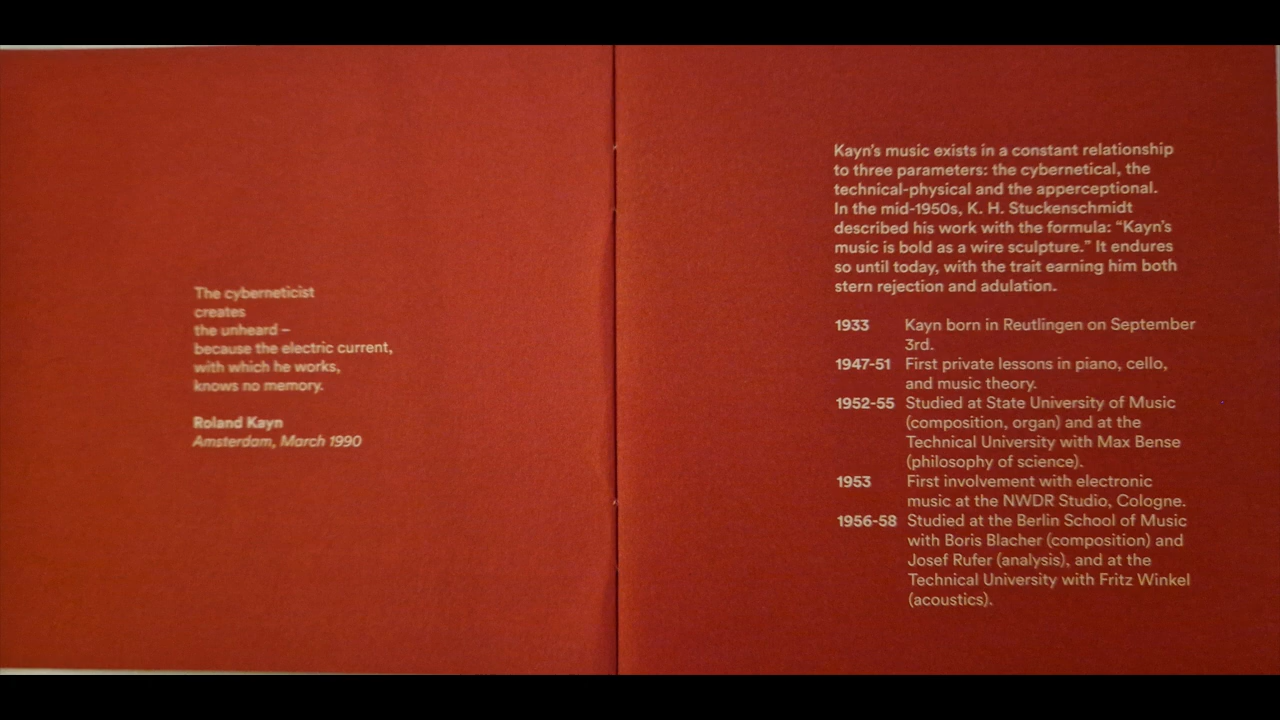 The cyberneticist
creates
the unheard –
because the electric current,
with which he works,
knows no memory.
Roland Kayn
Amsterdam, March 1990
Kayn's music exists in a constant relationship
to three parameters: the cybernetical, the
technical-physical and the apperceptional.
In the mid-1950s, K. H. Stuckenschmidt
described his work with the formula: “Kayn's
music is bold as a wire sculpture.” It endures
so until today, with the trait earning him both
stern rejection and adulation.
1933 Kayn born in Reutlingen on September
3rd.
1947-51 First private lessons in piano, cello,
and music theory.
1952-55 Studied at State University of Music
(composition, organ) and at the
Technical University with Max Bense
(philosophy of science).
1953 First involvement with electronic
music at the NWDR Studio, Cologne.
1956-58 Studied at the Berlin School of Music
with Boris Blacher (composition) and
Josef Rufer (analysis), and at the
Technical University with Fritz Winkel
(acoustics).